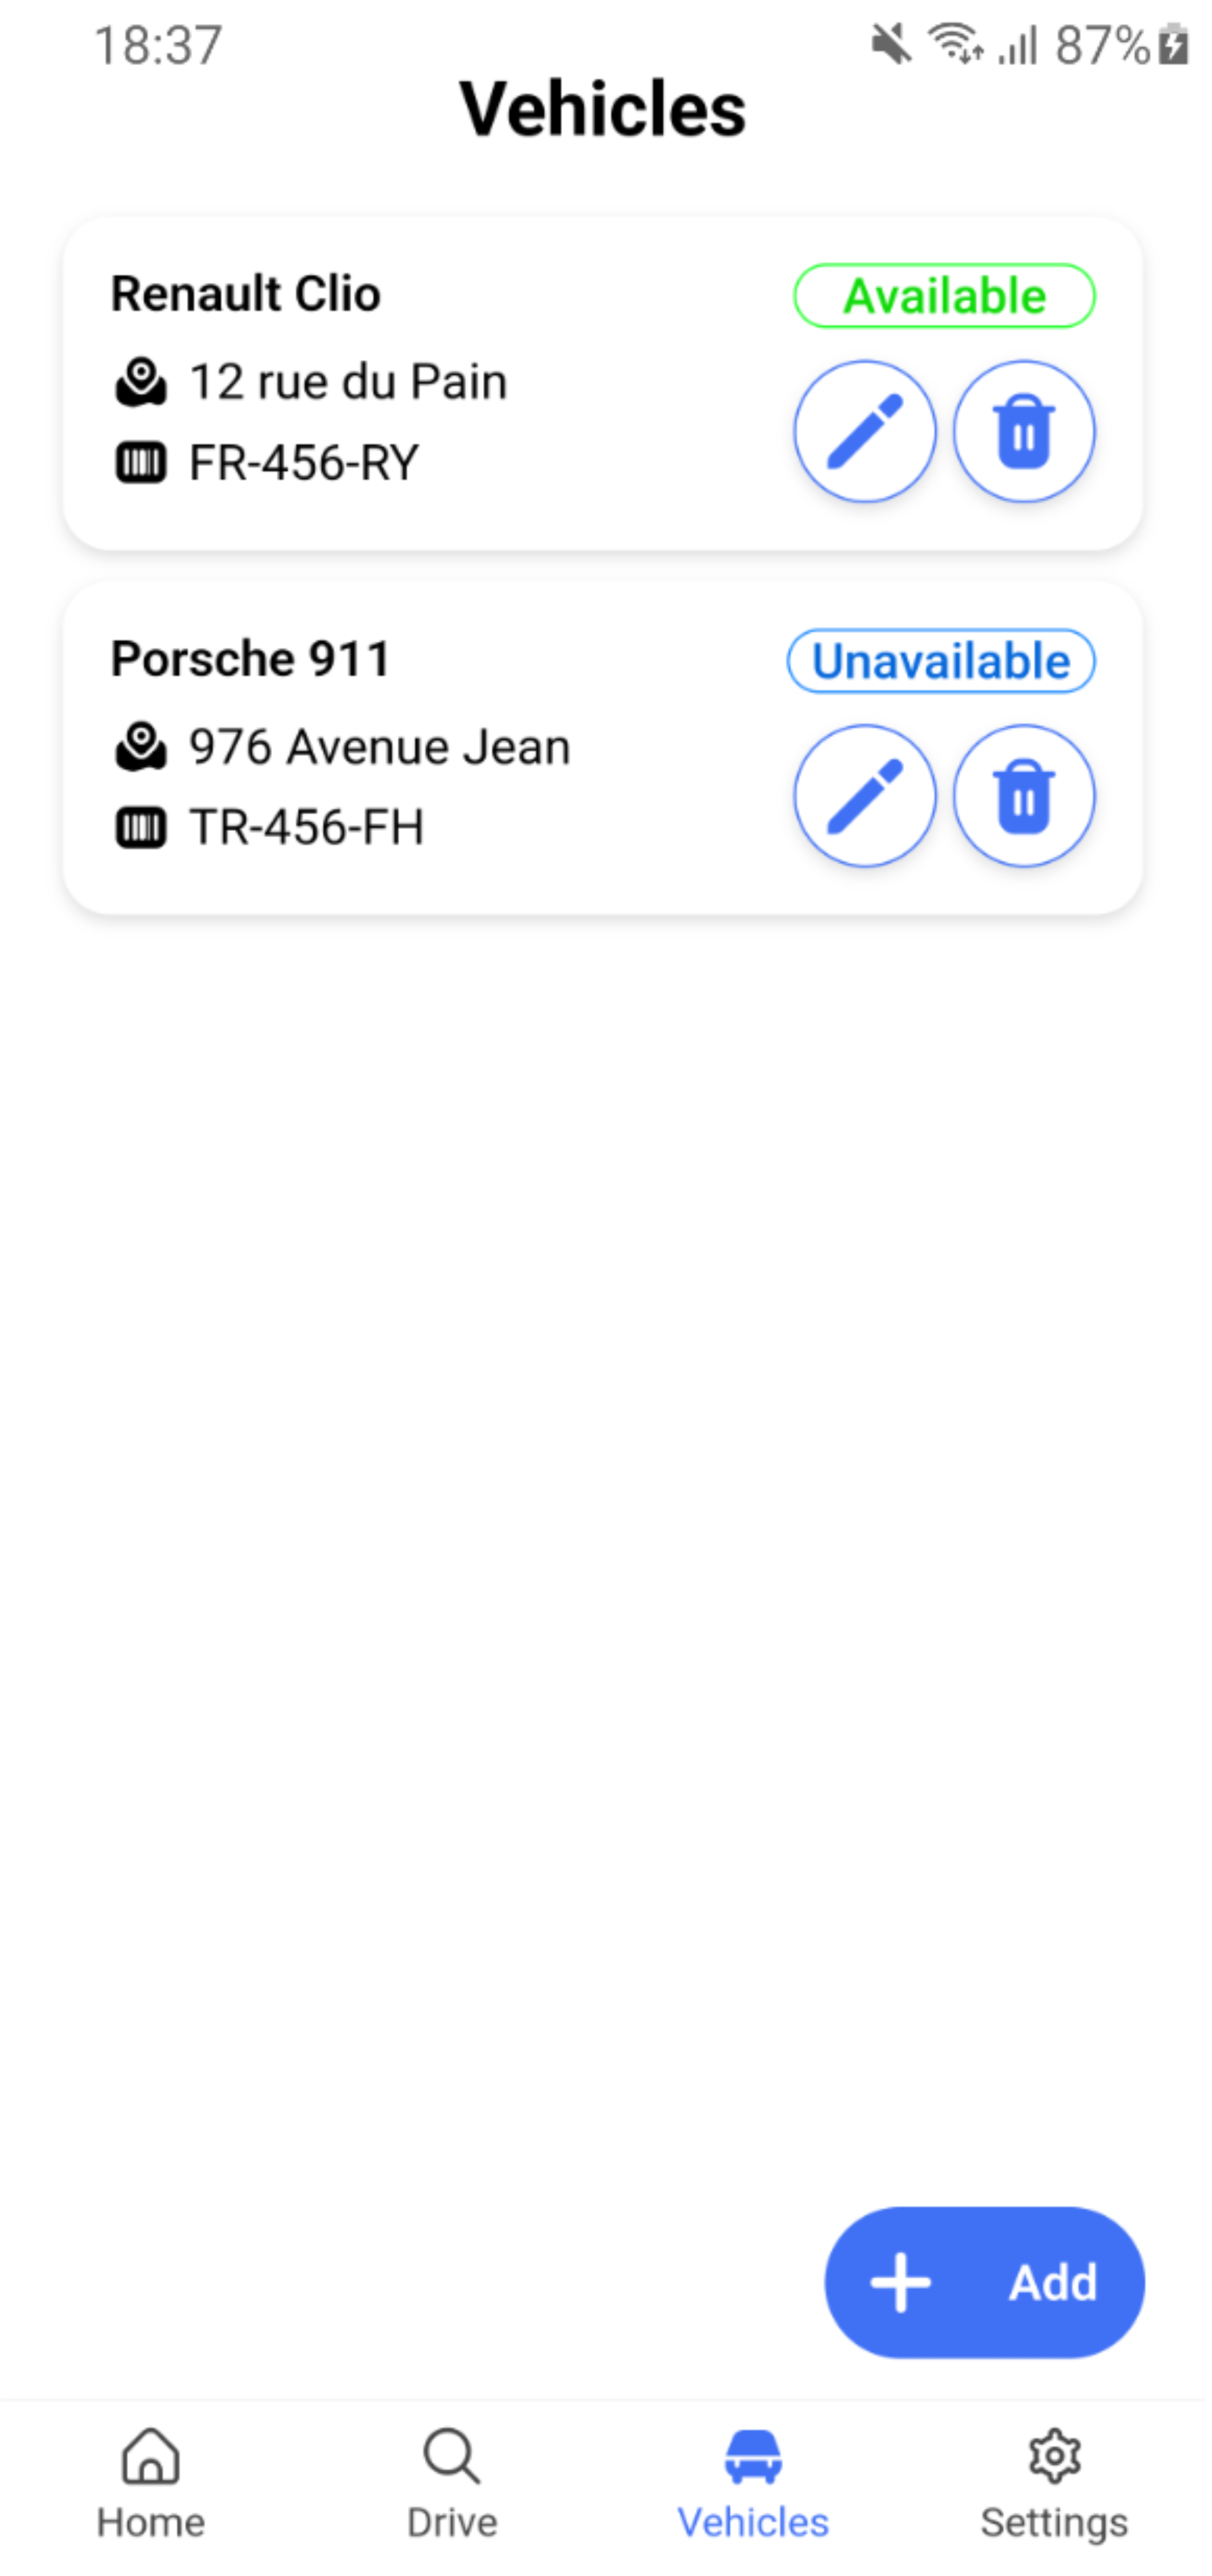 18:37 87%
Vehicles
Renault Clio Available
12 rue du Pain
FR-456-RY
Porsche 911 Unavailable
976 Avenue Jean
TR-456-FH
Add
Home Drive Vehicles Settings